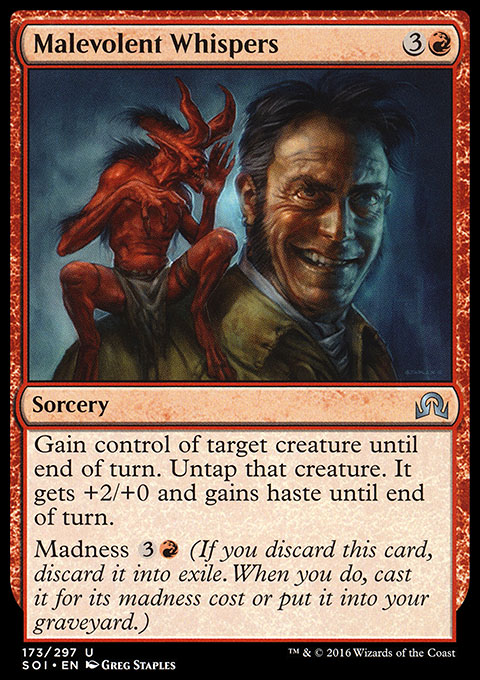 Malevolent Whispers 3
Sorcery
Gain control of target creature until
end of turn. Untap that creature. It
gets +2/+0 and gains haste until end
of turn.
Madness 3 (If you discard this card,
discard it into exile. When you do, cast
it for its madness cost or put it into your
graveyard.)
173/297 U
SOI • EN Greg Staples
™ & © 2016 Wizards of the Coast